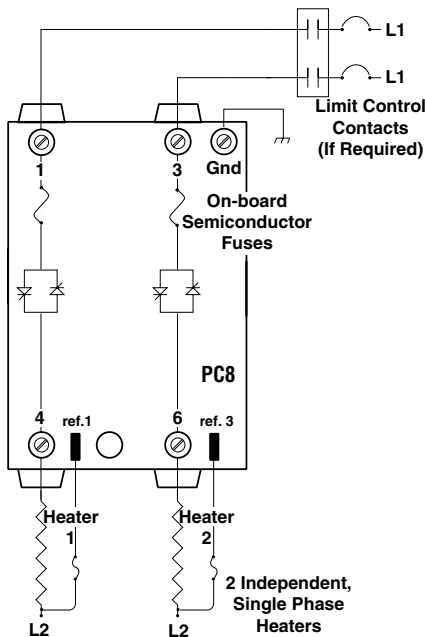 L1
L1
Limit Control
Contacts
(If Required)
1
3
Gnd
On-board
Semiconductor
Fuses
PC8
4
ref.1
6
ref. 3
Heater
1
Heater
2
2 Independent,
Single Phase
Heaters
L2
L2